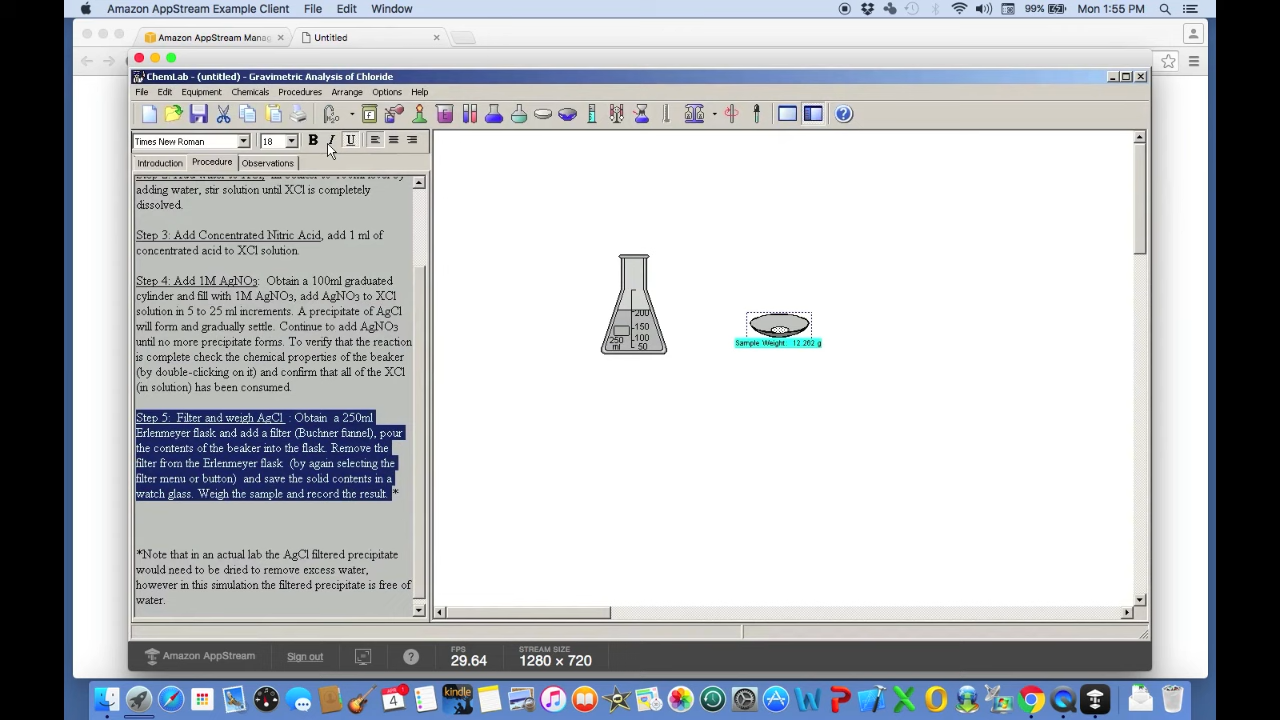 Amazon AppStream Example Client File Edit Window 99% Mon 1:55 PM
Amazon AppStream Mana Untitled
ChemLab - (untitled) - Gravimetric Analysis of Chloride
File Edit Equipment Chemicals Procedures Arrange Options Help
Times New Roman 18 B I U
Introduction Procedure Observations
adding water, stir solution until XCl is completely
dissolved.
Step 3: Add Concentrated Nitric Acid, add 1 ml of
concentrated acid to XCl solution.
Step 4: Add 1M AgNO3: Obtain a 100ml graduated
cylinder and fill with 1M AgNO3, add AgNO3 to XCl
solution in 5 to 25 ml increments. A precipitate of AgCl
will form and gradually settle. Continue to add AgNO3
until no more precipitate forms. To verify that the reaction
is complete check the chemical properties of the beaker
(by double-clicking on it) and confirm that all of the XCl
(in solution) has been consumed.
Step 5: Filter and weigh AgCl : Obtain a 250ml
Erlenmeyer flask and add a filter (Buchner funnel), pour
the contents of the beaker into the flask. Remove the
filter from the Erlenmeyer flask (by again selecting the
filter menu or button) and save the solid contents in a
watch glass. Weigh the sample and record the result. *
*Note that in an actual lab the AgCl filtered precipitate
would need to be dried to remove excess water,
however in this simulation the filtered precipitate is free of
water.
200
150
100
50
250
ml
Sample Weight: 12.262 g
Amazon AppStream Sign out
FPS
29.64
STREAM SIZE
1280 x 720
kindle
4